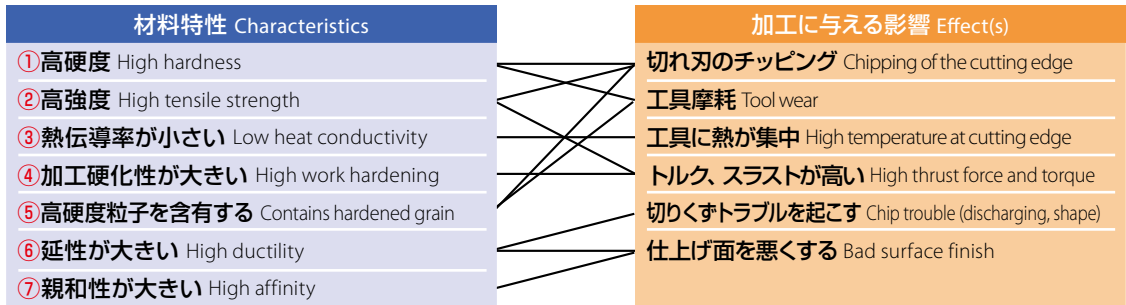 材料特性 Characteristics
①高硬度 High hardness
②高強度 High tensile strength
③熱伝導率が小さい Low heat conductivity
④加工硬化性が大きい High work hardening
⑤高硬度粒子を含有する Contains hardened grain
⑥延性が大きい High ductility
⑦親和性が大きい High affinity
加工に与える影響 Effect(s)
切れ刃のチッピング Chipping of the cutting edge
工具摩耗 Tool wear
工具に熱が集中 High temperature at cutting edge
トルク、スラストが高い High thrust force and torque
切りくずトラブルを起こす Chip trouble (discharging, shape)
仕上げ面を悪くする Bad surface finish